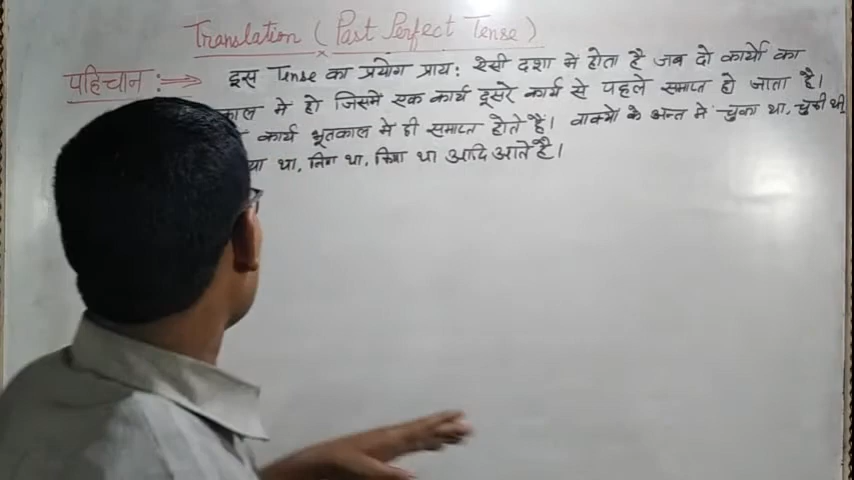 Translation (Past Perfect Tense)
पहिचान :⇒ इस Tense का प्रयोग प्राय: ऐसी दशा मे होता है जब दो कार्यो का
काल मे हो जिसमे एक कार्य दूसरे कार्य से पहले समाप्त हो जाता है।
कार्य भूतकाल मे ही समाप्त होते है। वाक्यो के अन्त मे चुका था, चुकी थी
था, लिया था, किया था आदि आते है।